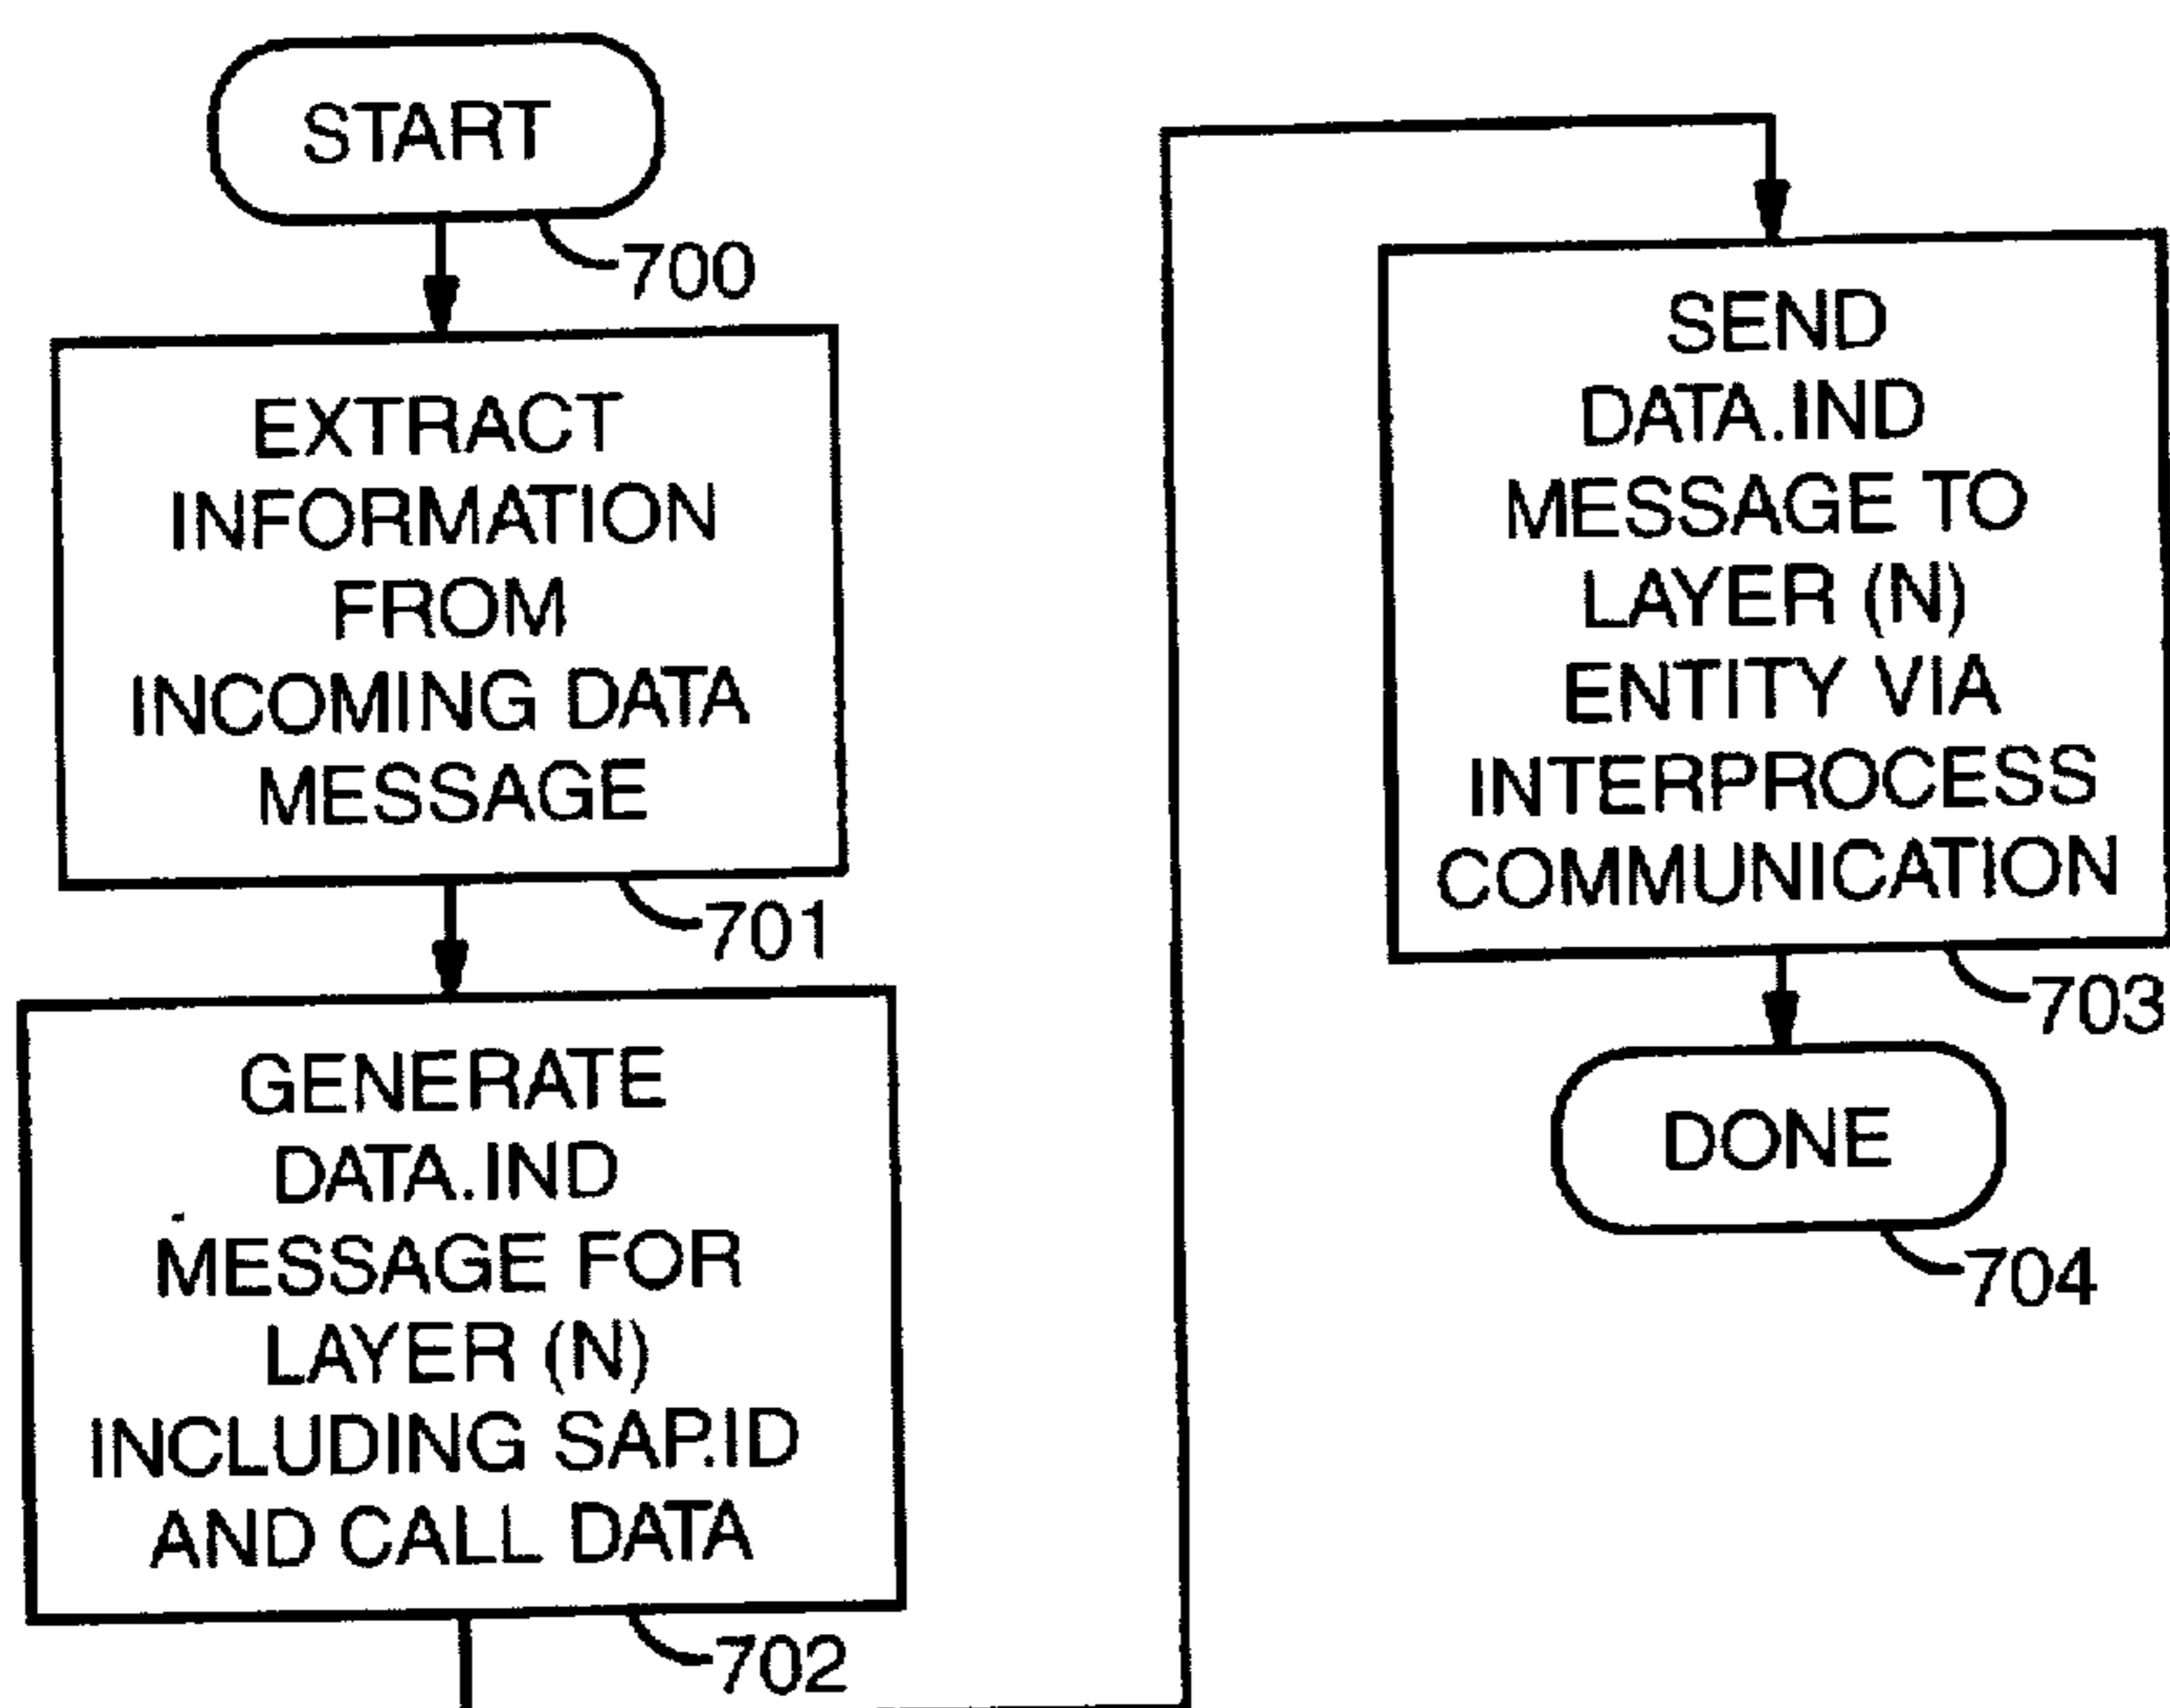 START
700
EXTRACT
INFORMATION
FROM
INCOMING DATA
MESSAGE
701
GENERATE
DATA.IND
MESSAGE FOR
LAYER (N)
INCLUDING SAP.ID
AND CALL DATA
702
SEND
DATA.IND
MESSAGE TO
LAYER (N)
ENTITY VIA
INTERPROCESS
COMMUNICATION
703
DONE
704